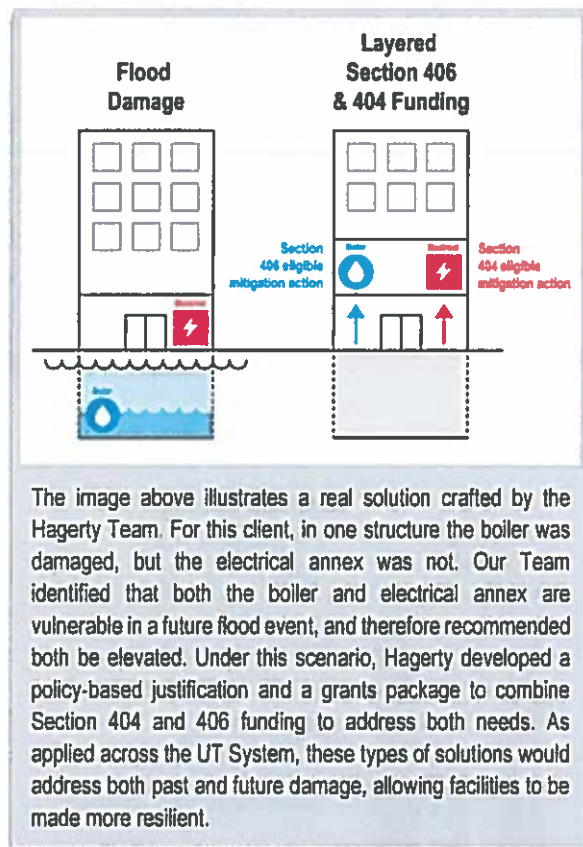 Flood
Damage
Layered
Section 406
& 404 Funding
Electrical
Boiler
Section
406 eligible
mitigation action
Boiler
Electrical
Section
404 eligible
mitigation action
The image above illustrates a real solution crafted by the
Hagerty Team. For this client, in one structure the boiler was
damaged, but the electrical annex was not. Our Team
identified that both the boiler and electrical annex are
vulnerable in a future flood event, and therefore recommended
both be elevated. Under this scenario, Hagerty developed a
policy-based justification and a grants package to combine
Section 404 and 406 funding to address both needs. As
applied across the UT System, these types of solutions would
address both past and future damage, allowing facilities to be
made more resilient.